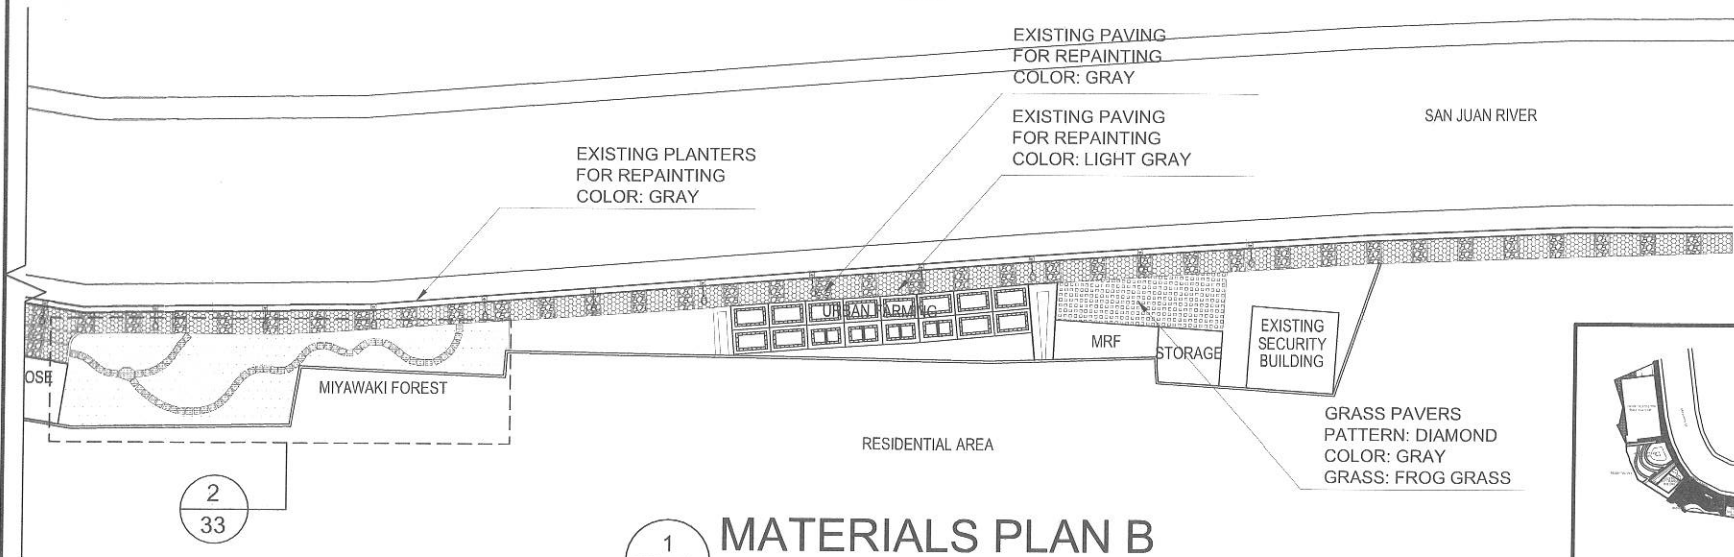 EXISTING PAVING
FOR REPAINTING
COLOR: GRAY
EXISTING PAVING
FOR REPAINTING
COLOR: LIGHT GRAY
SAN JUAN RIVER
EXISTING PLANTERS
FOR REPAINTING
COLOR: GRAY
URBAN FARMING
OSE
MIYAWAKI FOREST
MRF
STORAGE
EXISTING
SECURITY
BUILDING
RESIDENTIAL AREA
GRASS PAVERS
PATTERN: DIAMOND
COLOR: GRAY
GRASS: FROG GRASS
2
33
1
MATERIALS PLAN B